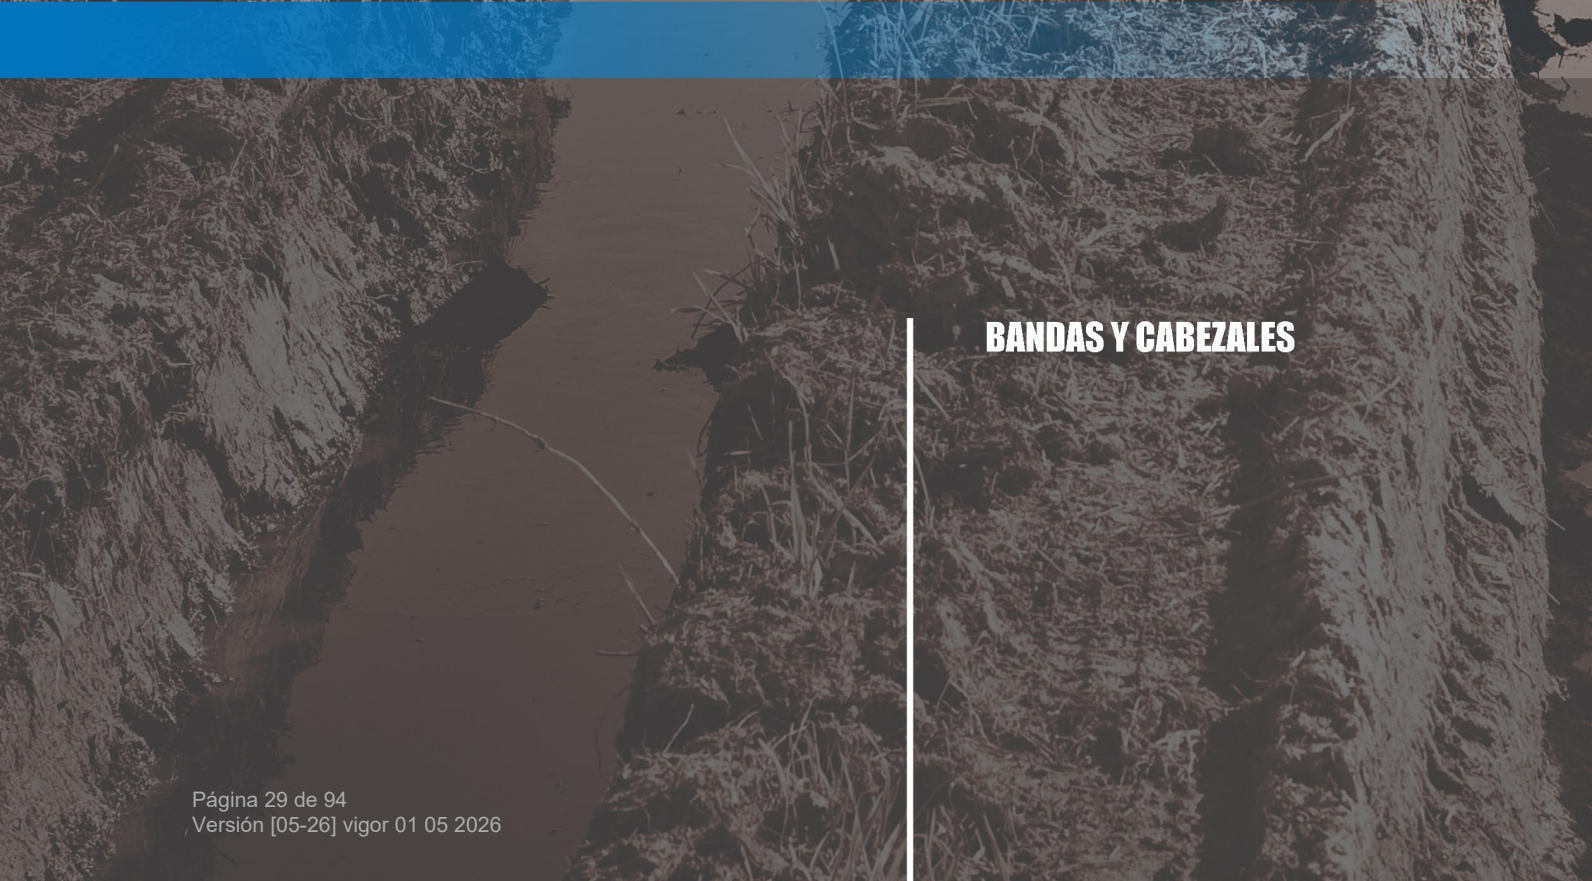 BANDAS Y CABEZALES
Página 29 de 94
Versión [05-26] vigor 01 05 2026